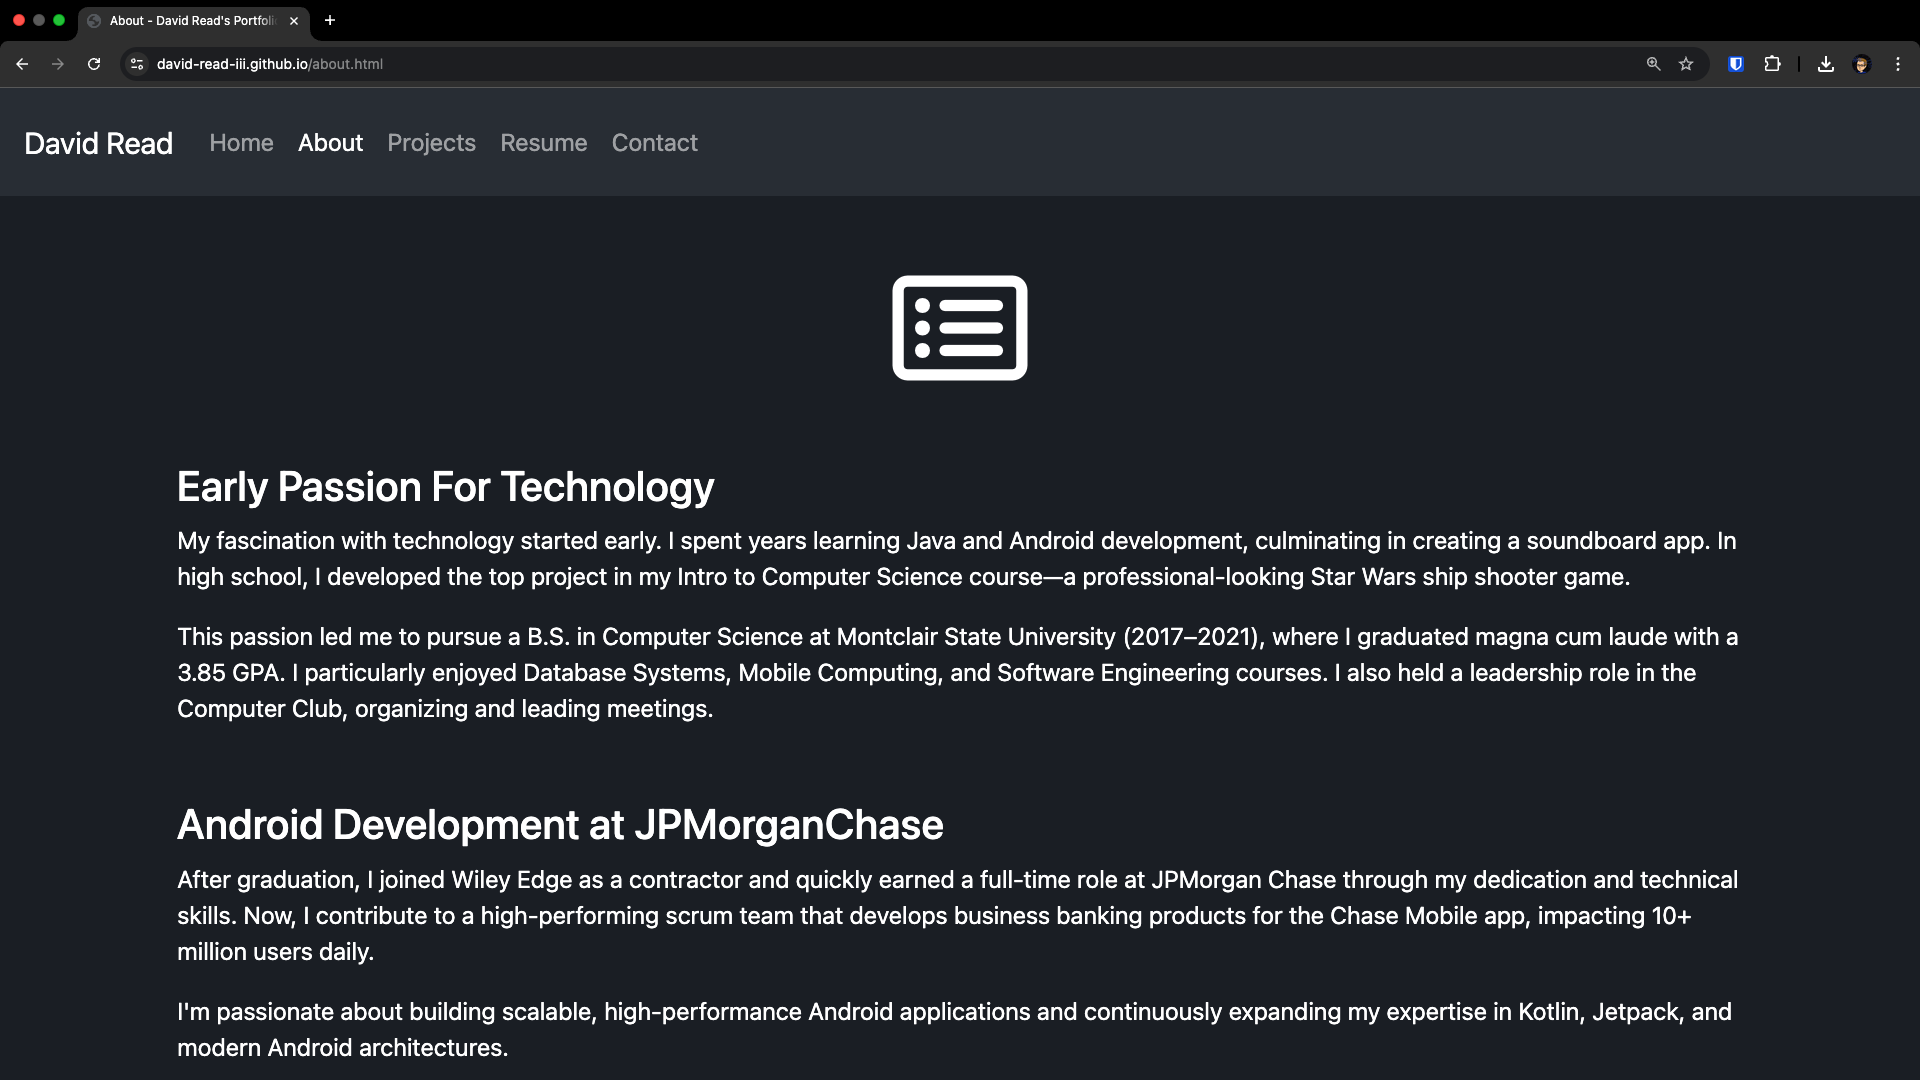 About - David Read's Portfoli
david-read-iii.github.io/about.html
David Read Home About Projects Resume Contact
Early Passion For Technology
My fascination with technology started early. I spent years learning Java and Android development, culminating in creating a soundboard app. In
high school, I developed the top project in my Intro to Computer Science course—a professional-looking Star Wars ship shooter game.
This passion led me to pursue a B.S. in Computer Science at Montclair State University (2017–2021), where I graduated magna cum laude with a
3.85 GPA. I particularly enjoyed Database Systems, Mobile Computing, and Software Engineering courses. I also held a leadership role in the
Computer Club, organizing and leading meetings.
Android Development at JPMorganChase
After graduation, I joined Wiley Edge as a contractor and quickly earned a full-time role at JPMorgan Chase through my dedication and technical
skills. Now, I contribute to a high-performing scrum team that develops business banking products for the Chase Mobile app, impacting 10+
million users daily.
I'm passionate about building scalable, high-performance Android applications and continuously expanding my expertise in Kotlin, Jetpack, and
modern Android architectures.